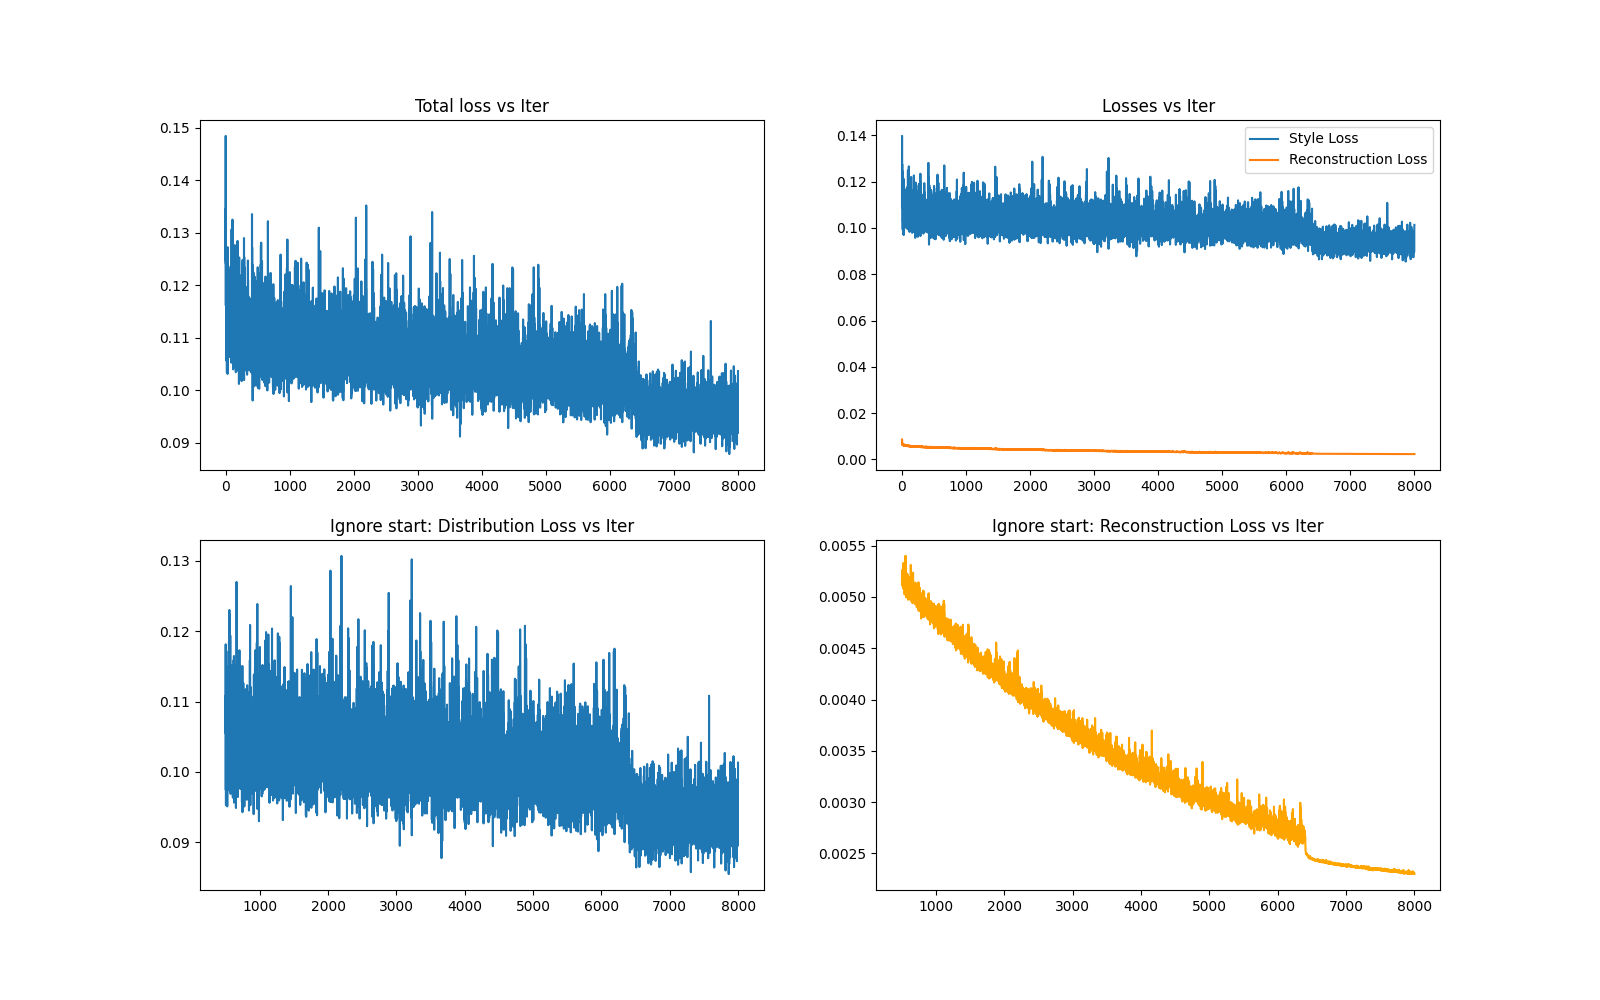 Total loss vs Iter
0.15
0.14
0.13
0.12
0.11
0.10
0.09
0 1000 2000 3000 4000 5000 6000 7000 8000
Losses vs Iter
Style Loss
Reconstruction Loss
0.14
0.12
0.10
0.08
0.06
0.04
0.02
0.00
0 1000 2000 3000 4000 5000 6000 7000 8000
Ignore start: Distribution Loss vs Iter
0.13
0.12
0.11
0.10
0.09
1000 2000 3000 4000 5000 6000 7000 8000
Ignore start: Reconstruction Loss vs Iter
0.0055
0.0050
0.0045
0.0040
0.0035
0.0030
0.0025
1000 2000 3000 4000 5000 6000 7000 8000